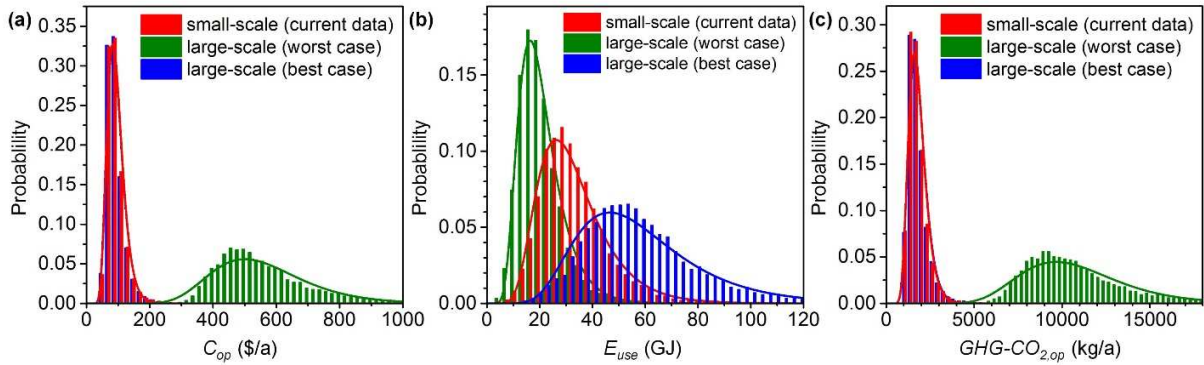 (a)
small-scale (current data)
large-scale (worst case)
large-scale (best case)
Probablility
0.35
0.30
0.25
0.20
0.15
0.10
0.05
0.00
0 200 400 600 800 1000
C_op ($/a)
(b)
small-scale (current data)
large-scale (worst case)
large-scale (best case)
Probablility
0.15
0.10
0.05
0.00
0 20 40 60 80 100 120
E_use (GJ)
(c)
small-scale (current data)
large-scale (worst case)
large-scale (best case)
Probablility
0.30
0.25
0.20
0.15
0.10
0.05
0.00
0 5000 10000 15000
GHG-CO2,op (kg/a)